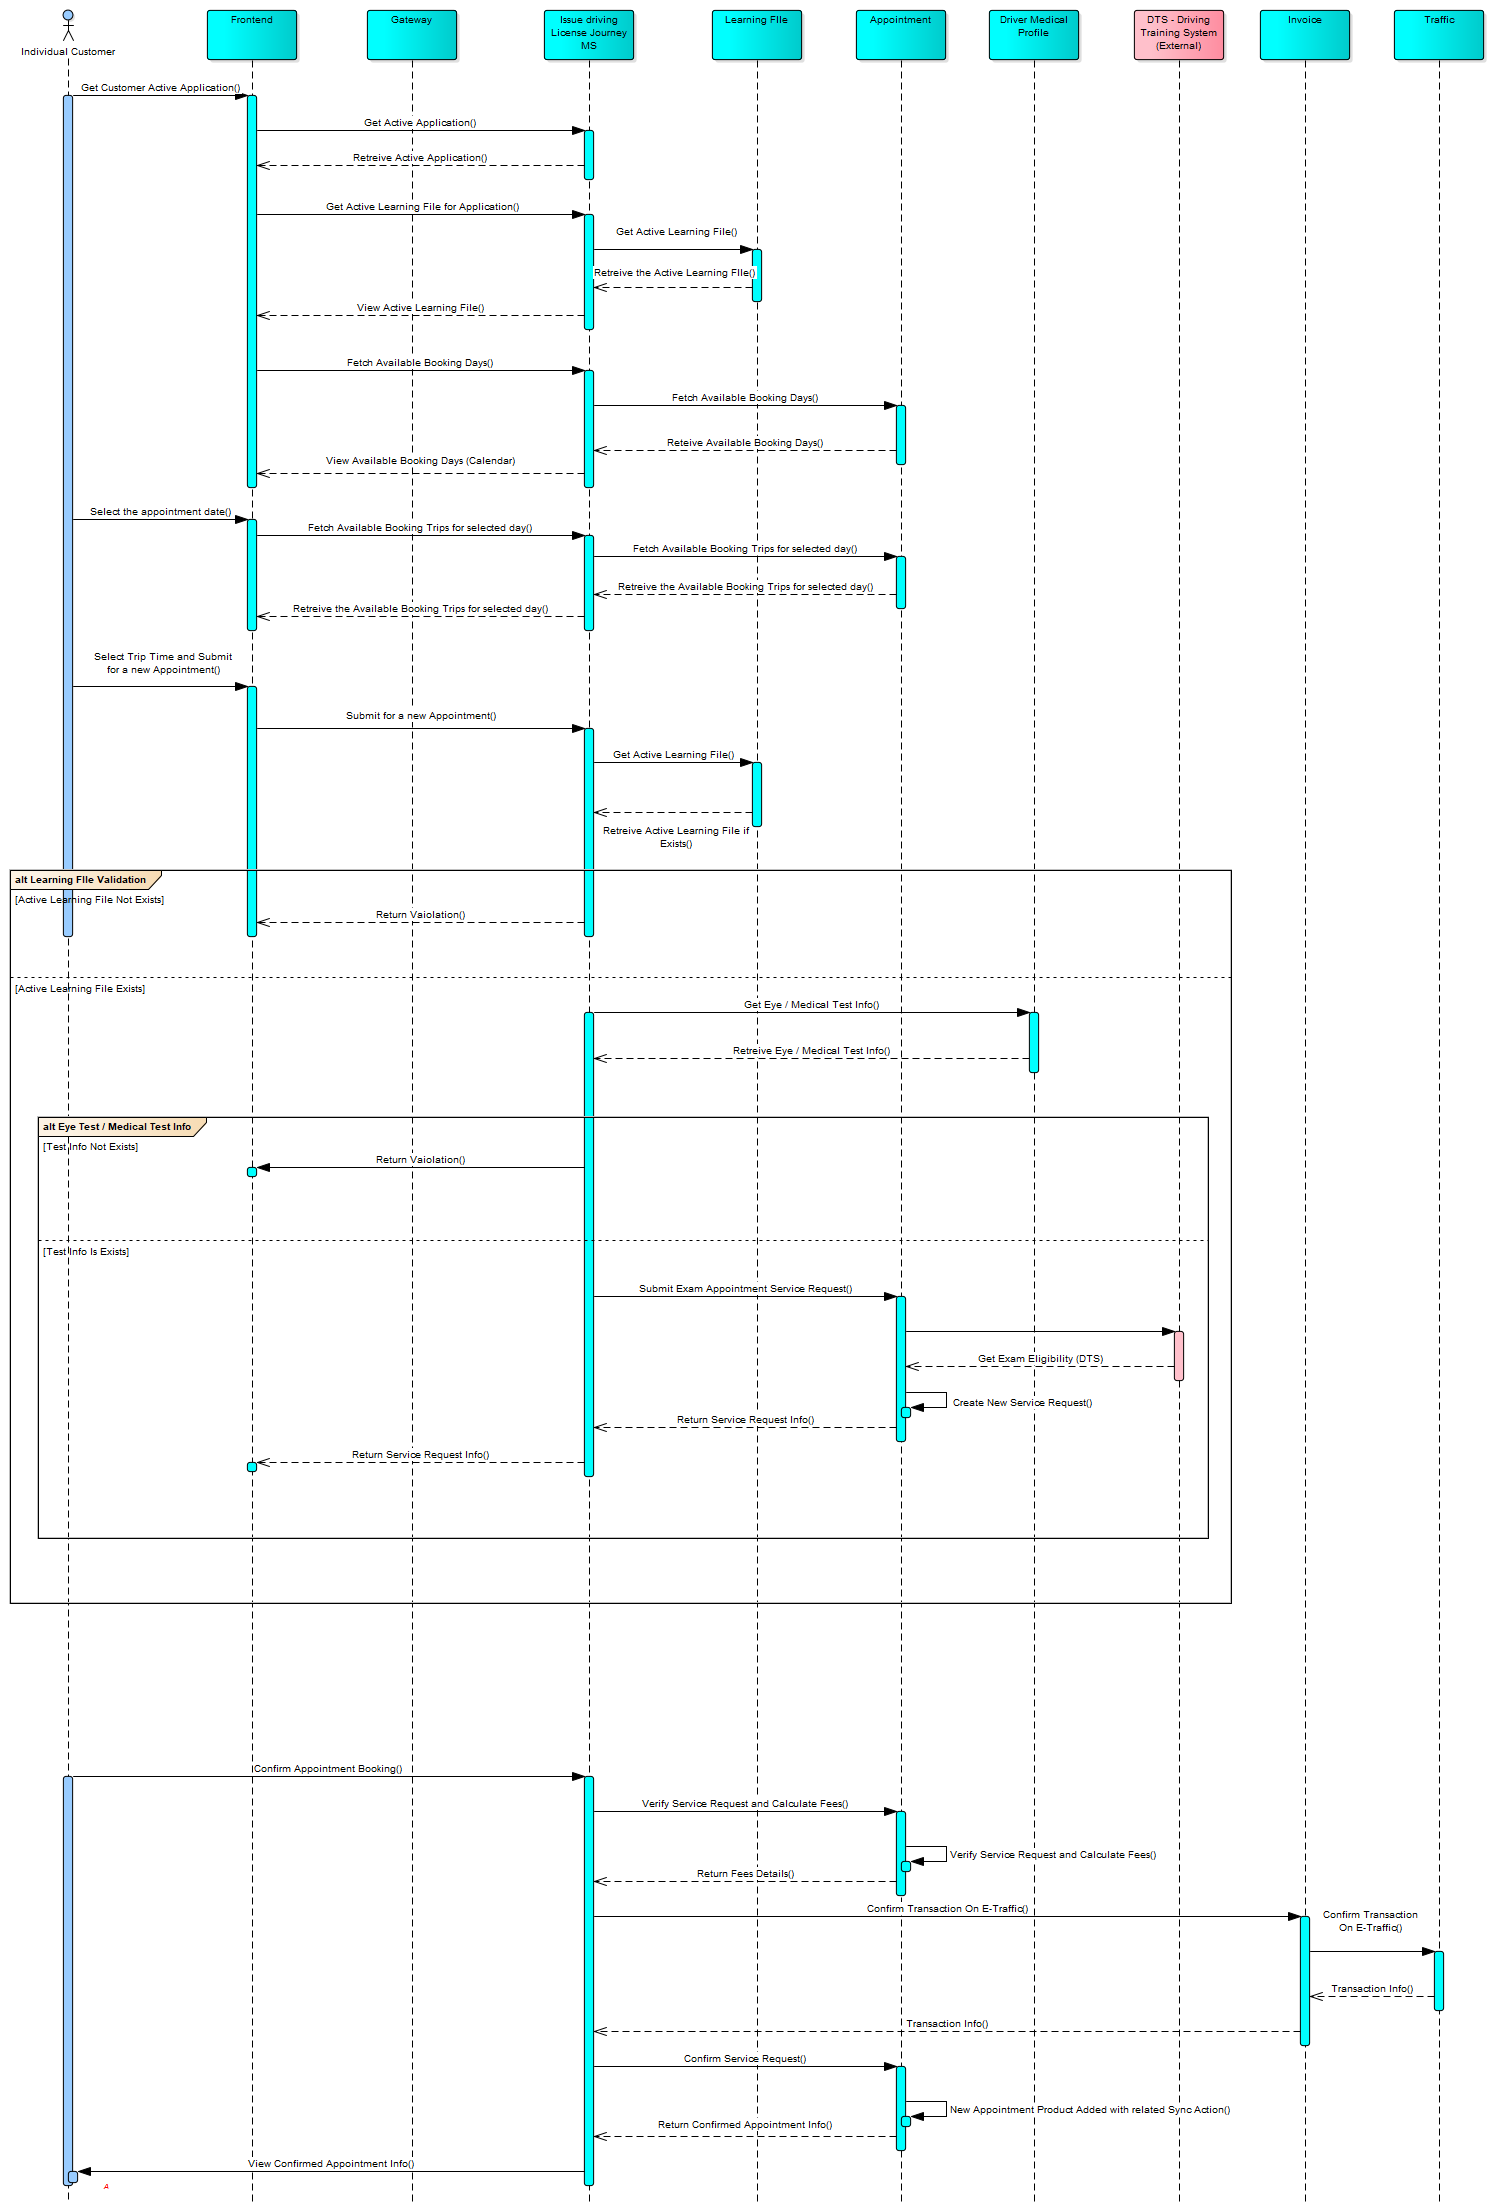 Individual Customer
Frontend
Gateway
Issue driving
License Journey
MS
Learning FIle
Appointment
Driver Medical
Profile
DTS - Driving
Training System
(External)
Invoice
Traffic
Get Customer Active Application()
Get Active Application()
Retreive Active Application()
Get Active Learning File for Application()
Get Active Learning File()
Retreive the Active Learning FIle()
View Active Learning File()
Fetch Available Booking Days()
Fetch Available Booking Days()
Reteive Available Booking Days()
View Available Booking Days (Calendar)
Select the appointment date()
Fetch Available Booking Trips for selected day()
Fetch Available Booking Trips for selected day()
Retreive the Available Booking Trips for selected day()
Retreive the Available Booking Trips for selected day()
Select Trip Time and Submit
for a new Appointment()
Submit for a new Appointment()
Get Active Learning File()
Retreive Active Learning File if
Exists()
alt Learning FIle Validation
[Active Learning File Not Exists]
Return Vaiolation()
[Active Learning File Exists]
Get Eye / Medical Test Info()
Retreive Eye / Medical Test Info()
alt Eye Test / Medical Test Info
[Test Info Not Exists]
Return Vaiolation()
[Test Info Is Exists]
Submit Exam Appointment Service Request()
Get Exam Eligibility (DTS)
Create New Service Request()
Return Service Request Info()
Return Service Request Info()
Confirm Appointment Booking()
Verify Service Request and Calculate Fees()
Verify Service Request and Calculate Fees()
Return Fees Details()
Confirm Transaction On E-Traffic()
Confirm Transaction
On E-Traffic()
Transaction Info()
Transaction Info()
Confirm Service Request()
New Appointment Product Added with related Sync Action()
Return Confirmed Appointment Info()
View Confirmed Appointment Info()
A